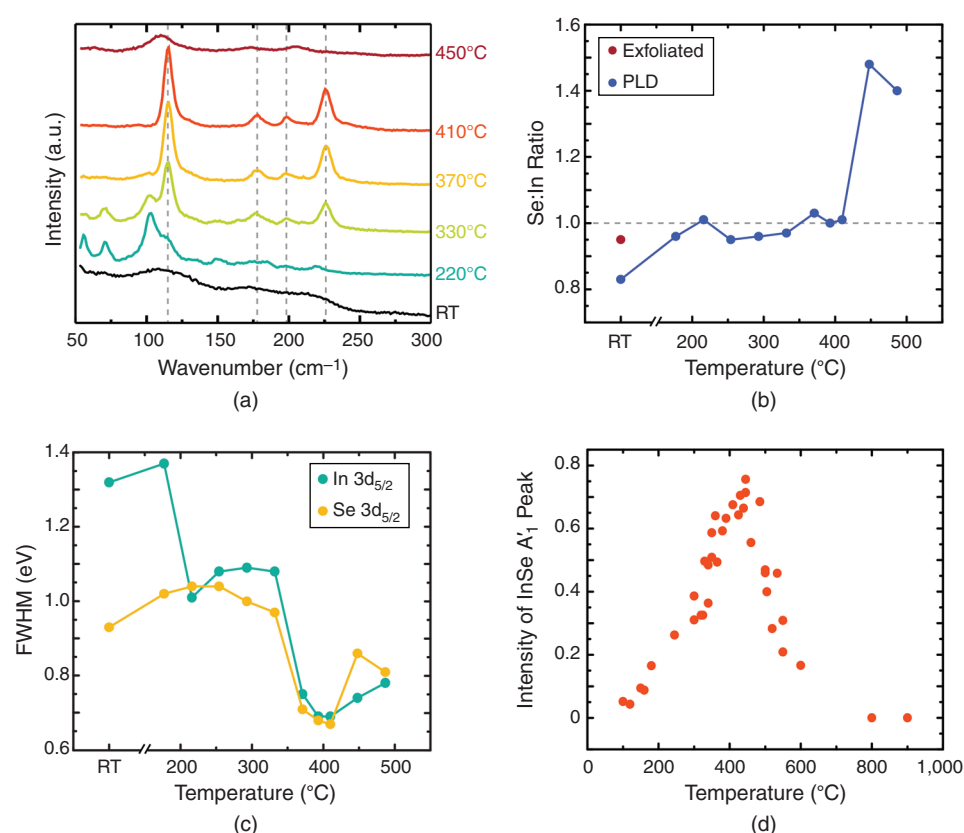 450°C
410°C
370°C
330°C
220°C
RT
Intensity (a.u.)
50 100 150 200 250 300
Wavenumber (cm–1)
(a)
1.6
1.4
1.2
1.0
0.8
Se:In Ratio
Exfoliated
PLD
RT 200 300 400 500
Temperature (°C)
(b)
1.4
1.2
1.0
0.8
0.6
FWHM (eV)
In 3d5/2
Se 3d5/2
RT 200 300 400 500
Temperature (°C)
(c)
0.8
0.6
0.4
0.2
0
Intensity of InSe A′1 Peak
0 200 400 600 800 1,000
Temperature (°C)
(d)